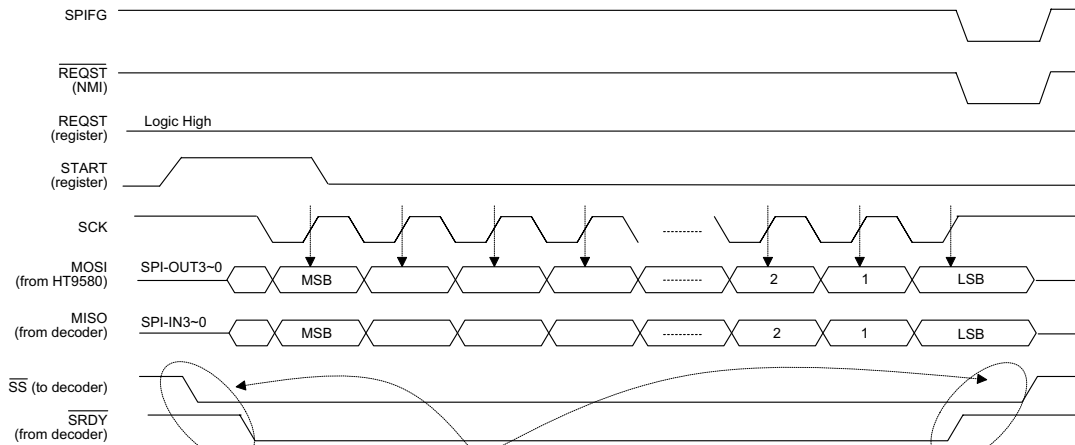 SPIFG
REQST
(NMI)
REQST
(register)
Logic High
START
(register)
SCK
MOSI
(from HT9580)
SPI-OUT3~0
MSB
2
1
LSB
MISO
(from decoder)
SPI-IN3~0
MSB
2
1
LSB
SS (to decoder)
SRDY
(from decoder)